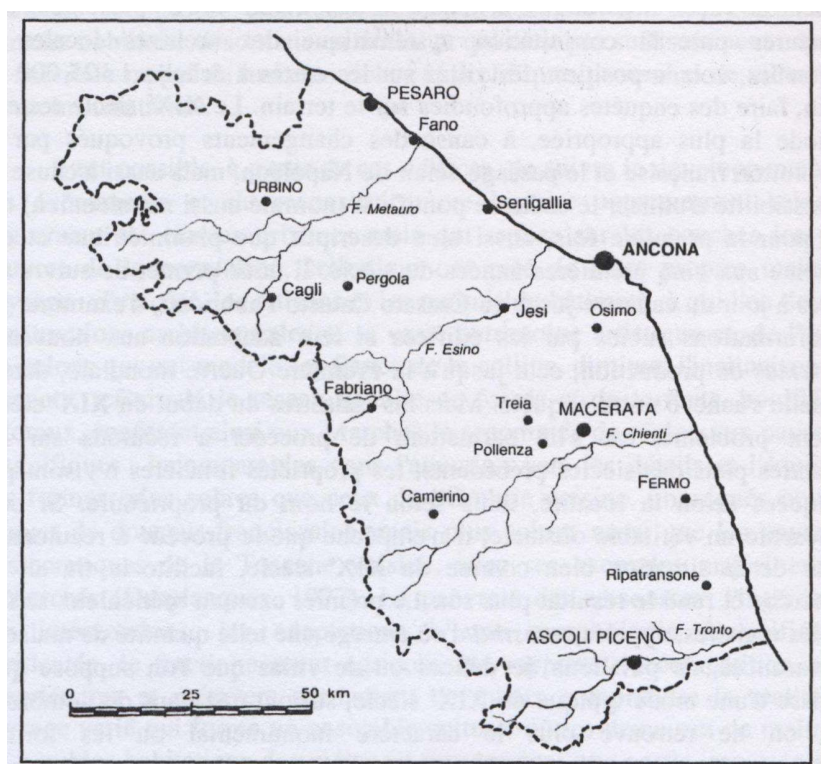 PESARO
Fano
URBINO
F. Metauro
Senigallia
ANCONA
Cagli
Pergola
Jesi
Osimo
F. Esino
Fabriano
Treia
MACERATA
F. Chienti
Pollenza
Camerino
FERMO
Ripatransone
ASCOLI PICENO
F. Tronto
0 25 50 km